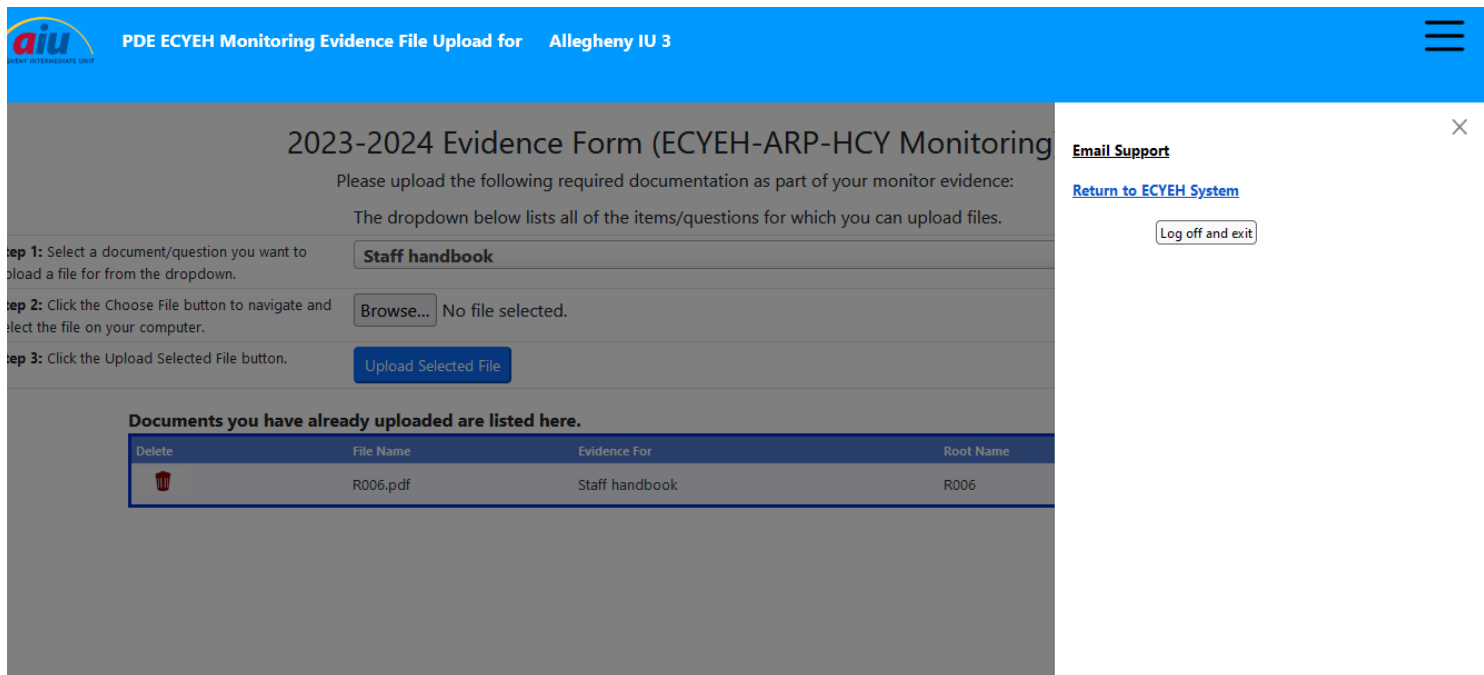 aiu
PDE ECYEH Monitoring Evidence File Upload for Allegheny IU 3
2023-2024 Evidence Form (ECYEH-ARP-HCY Monitoring)
Please upload the following required documentation as part of your monitor evidence:
The dropdown below lists all of the items/questions for which you can upload files.
tep 1: Select a document/question you want to
pload a file for from the dropdown.
Staff handbook
tep 2: Click the Choose File button to navigate and
elect the file on your computer.
Browse... No file selected.
tep 3: Click the Upload Selected File button.
Upload Selected File
Documents you have already uploaded are listed here.
Delete File Name Evidence For Root Name
R006.pdf Staff handbook R006
Email Support
Return to ECYEH System
Log off and exit